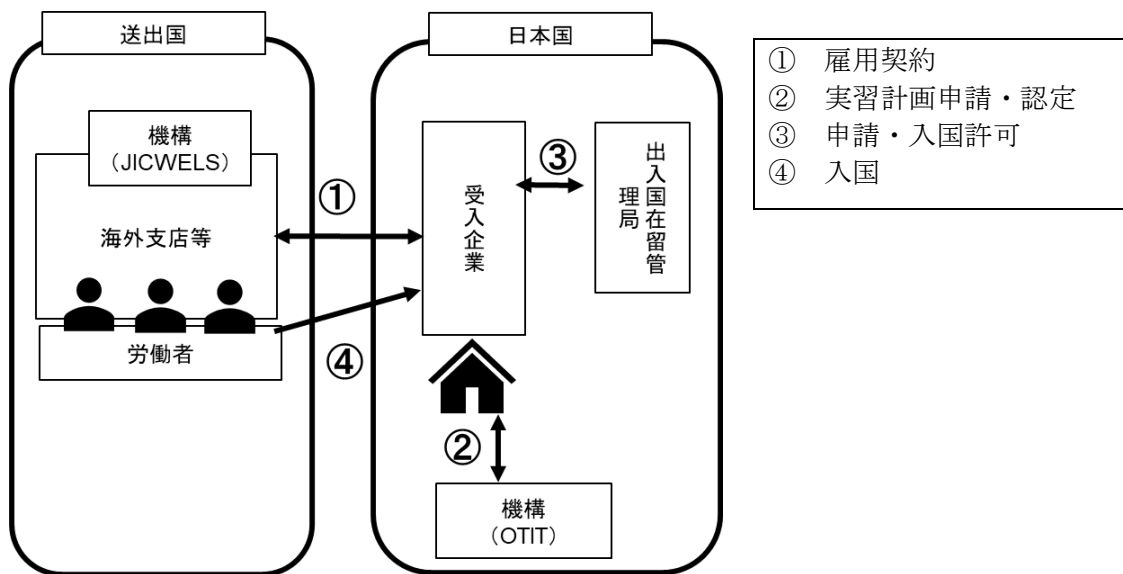 送出国
日本国
機構
（JICWELS）
海外支店等
労働者
①
④
受入企業
③
出入国在留管
理局
②
機構
（OTIT）
① 雇用契約
② 実習計画申請・認定
③ 申請・入国許可
④ 入国